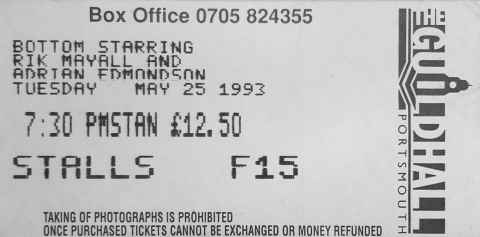 Box Office 0705 824355
BOTTOM STARRING
RIK MAYALL AND
ADRIAN EDMONDSON
TUESDAY MAY 25 1993
7:30 PMSTAN £12.50
STALLS F15
TAKING OF PHOTOGRAPHS IS PROHIBITED
ONCE PURCHASED TICKETS CANNOT BE EXCHANGED OR MONEY REFUNDED
THE
GUILDHALL
PORTSMOUTH